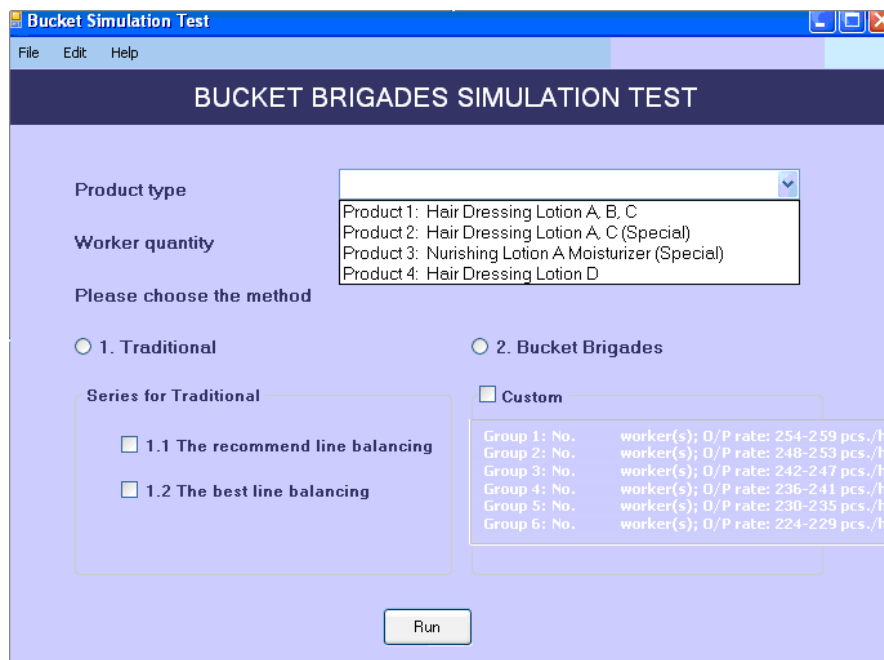 Bucket Simulation Test
File Edit Help
BUCKET BRIGADES SIMULATION TEST
Product type
Product 1: Hair Dressing Lotion A, B, C
Product 2: Hair Dressing Lotion A, C (Special)
Worker quantity
Product 3: Nurishing Lotion A Moisturizer (Special)
Product 4: Hair Dressing Lotion D
Please choose the method
1. Traditional
2. Bucket Brigades
Series for Traditional
Custom
1.1 The recommend line balancing
1.2 The best line balancing
Group 1: No. worker(s); O/P rate: 254-259 pcs./h
Group 2: No. worker(s); O/P rate: 248-253 pcs./h
Group 3: No. worker(s); O/P rate: 242-247 pcs./h
Group 4: No. worker(s); O/P rate: 236-241 pcs./h
Group 5: No. worker(s); O/P rate: 230-235 pcs./h
Group 6: No. worker(s); O/P rate: 224-229 pcs./h
Run